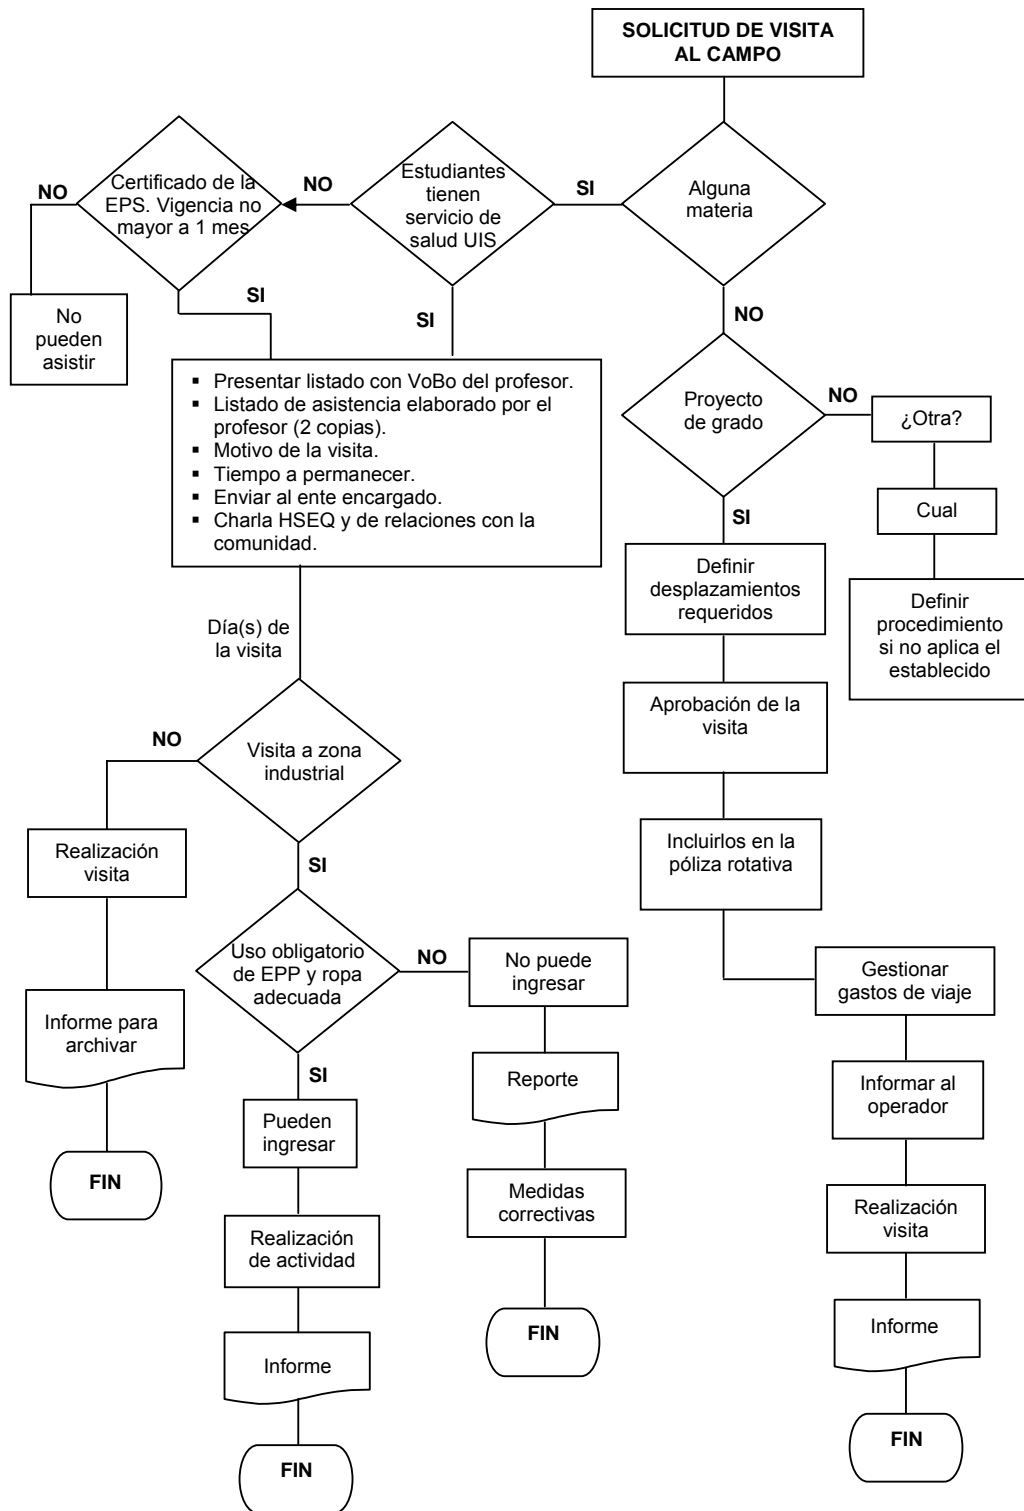 SOLICITUD DE VISITA
AL CAMPO
Alguna
materia
SI
Estudiantes
tienen
servicio de
salud UIS
NO
Certificado de la
EPS. Vigencia no
mayor a 1 mes
NO
No
pueden
asistir
SI
SI
▪ Presentar listado con VoBo del profesor.
▪ Listado de asistencia elaborado por el
profesor (2 copias).
▪ Motivo de la visita.
▪ Tiempo a permanecer.
▪ Enviar al ente encargado.
▪ Charla HSEQ y de relaciones con la
comunidad.
Día(s) de
la visita
Visita a zona
industrial
NO
Realización
visita
Informe para
archivar
FIN
SI
Uso obligatorio
de EPP y ropa
adecuada
NO
No puede
ingresar
Reporte
Medidas
correctivas
FIN
SI
Pueden
ingresar
Realización
de actividad
Informe
FIN
NO
Proyecto
de grado
NO
¿Otra?
Cual
Definir
procedimiento
si no aplica el
establecido
SI
Definir
desplazamientos
requeridos
Aprobación de la
visita
Incluirlos en la
póliza rotativa
Gestionar
gastos de viaje
Informar al
operador
Realización
visita
Informe
FIN